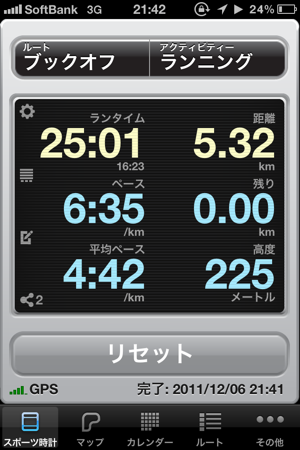 SoftBank 3G 21:42 24%
ルート アクティビティー
ブックオフ ランニング
ランタイム 距離
25:01 5.32
16:23 km
ペース 残り
6:35 0.00
/km km
平均ペース 高度
4:42 225
/km メートル
2
リセット
GPS 完了: 2011/12/06 21:41
スポーツ時計 マップ カレンダー ルート その他